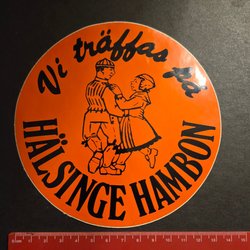 Vi träffas på
HÄLSINGE HAMBON